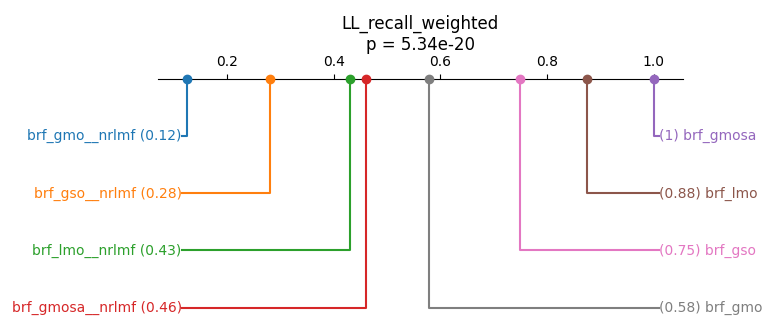 LL_recall_weighted
p = 5.34e-20
0.2 0.4 0.6 0.8 1.0
brf_gmo__nrlmf (0.12) (1) brf_gmosa
brf_gso__nrlmf (0.28) (0.88) brf_lmo
brf_lmo__nrlmf (0.43) (0.75) brf_gso
brf_gmosa__nrlmf (0.46) (0.58) brf_gmo